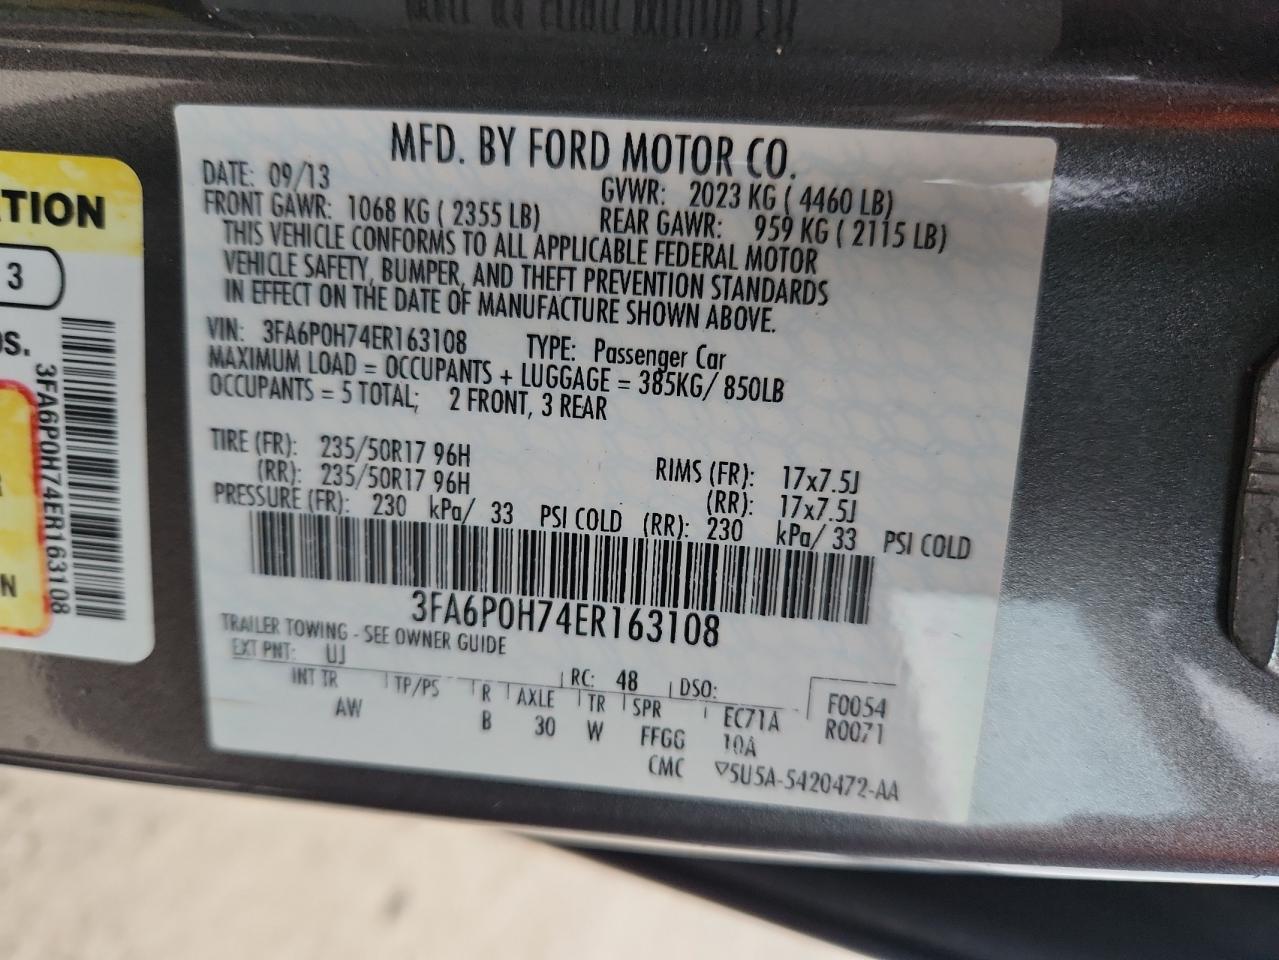 MFD. BY FORD MOTOR CO.
DATE: 09/13 GVWR: 2023 KG ( 4460 LB)
FRONT GAWR: 1068 KG ( 2355 LB) REAR GAWR: 959 KG ( 2115 LB)
THIS VEHICLE CONFORMS TO ALL APPLICABLE FEDERAL MOTOR
VEHICLE SAFETY, BUMPER, AND THEFT PREVENTION STANDARDS
IN EFFECT ON THE DATE OF MANUFACTURE SHOWN ABOVE.
VIN: 3FA6P0H74ER163108 TYPE: Passenger Car
MAXIMUM LOAD = OCCUPANTS + LUGGAGE = 385KG/ 850LB
OCCUPANTS = 5 TOTAL; 2 FRONT, 3 REAR
TIRE (FR): 235/50R17 96H RIMS (FR): 17x7.5J
(RR): 235/50R17 96H (RR): 17x7.5J
PRESSURE (FR): 230 kPa/ 33 PSI COLD (RR): 230 kPa/ 33 PSI COLD
3FA6P0H74ER163108
TRAILER TOWING - SEE OWNER GUIDE
EXT PNT: UJ RC: 48 DSO: F0054
INT TR TP/PS R AXLE TR SPR EC71A R0071
AW B 30 W FFGG 10A
CMC 5U5A-5420472-AA
3
3FA6P0H74ER163108